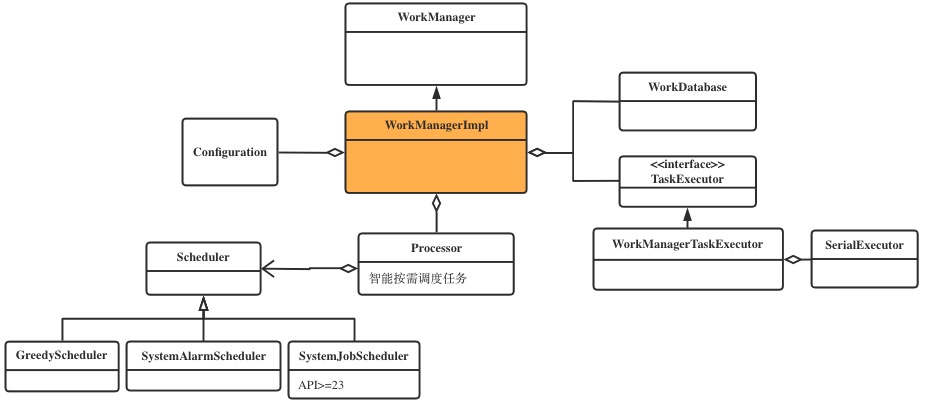 WorkManager
WorkManagerImpl
Configuration
WorkDatabase
<<interface>>
TaskExecutor
WorkManagerTaskExecutor
SerialExecutor
Processor
智能按需调度任务
Scheduler
GreedyScheduler
SystemAlarmScheduler
SystemJobScheduler
API>=23